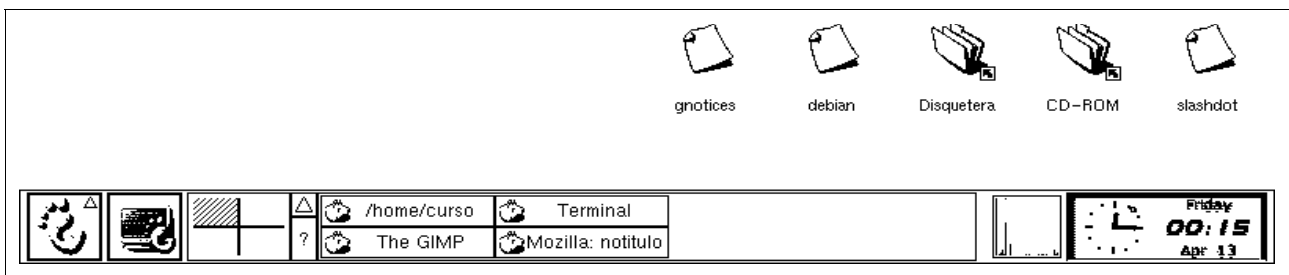 gnotices debian Disquetera CD-ROM slashdot
/home/curso Terminal Friday
? The GIMP Mozilla: notitulo 00:15
Apr 13